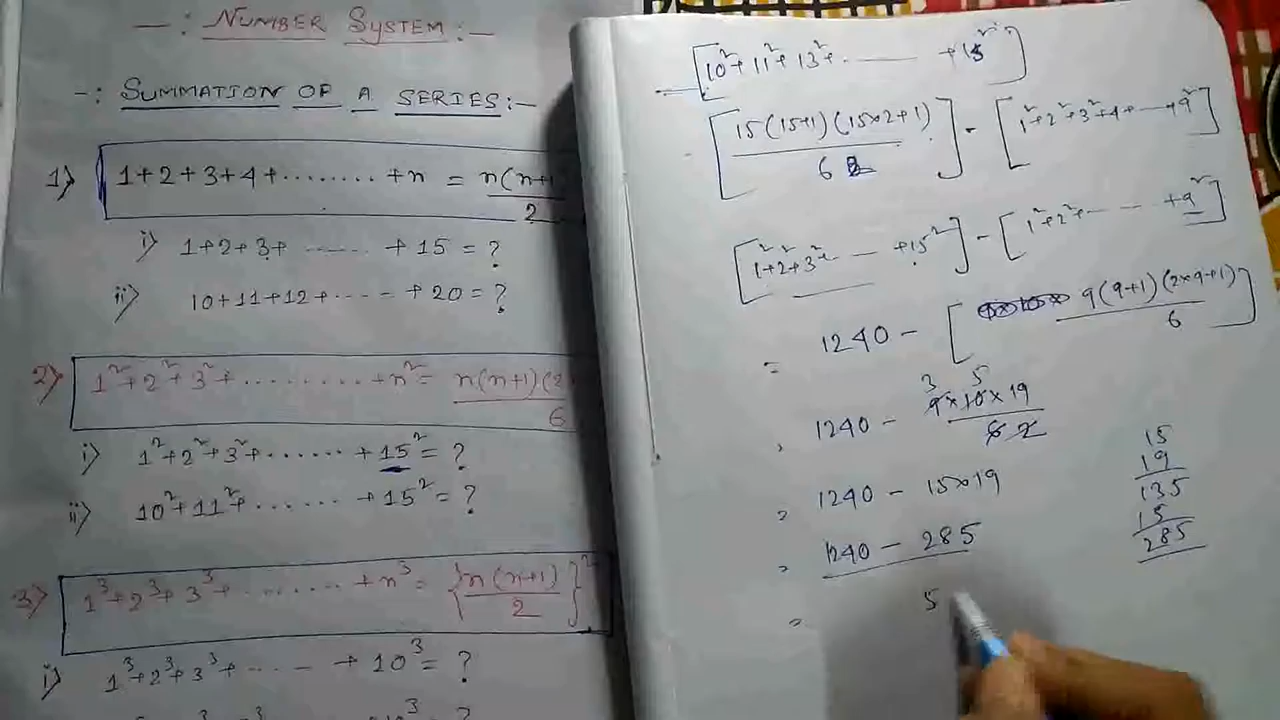 -: NUMBER SYSTEM:-
-: SUMMATION OF A SERIES:-
1) 1+2+3+4+........+n = n(n+1 / 2
i) 1+2+3+ ...... +15 = ?
ii) 10+11+12+ ..... +20 = ?
2) 1²+2²+3²+..........+n² = n(n+1)(2 / 6
i) 1²+2²+3²+ ...... +15² = ?
ii) 10²+11²+ ...... +15² = ?
3) 1³+2³+3³+ ........ +n³ = {n(n+1) / 2}²
i) 1³+2³+3³+ ..... +10³ = ?
[10²+11²+13²+ ..... +15²]
[15(15+1)(15×2+1) / 6] - [1²+2²+3²+4+ ... +9²]
[1²+2²+3²+ ... +15²] - [1²+2²+ ..... +9²]
= 1240 - [9(9+1)(2×9+1) / 6]
3 5
, 1240 - 9×10×19 / 6 2
, 1240 - 15×19
= 1240 - 285
= 5
15
19
135
15
285